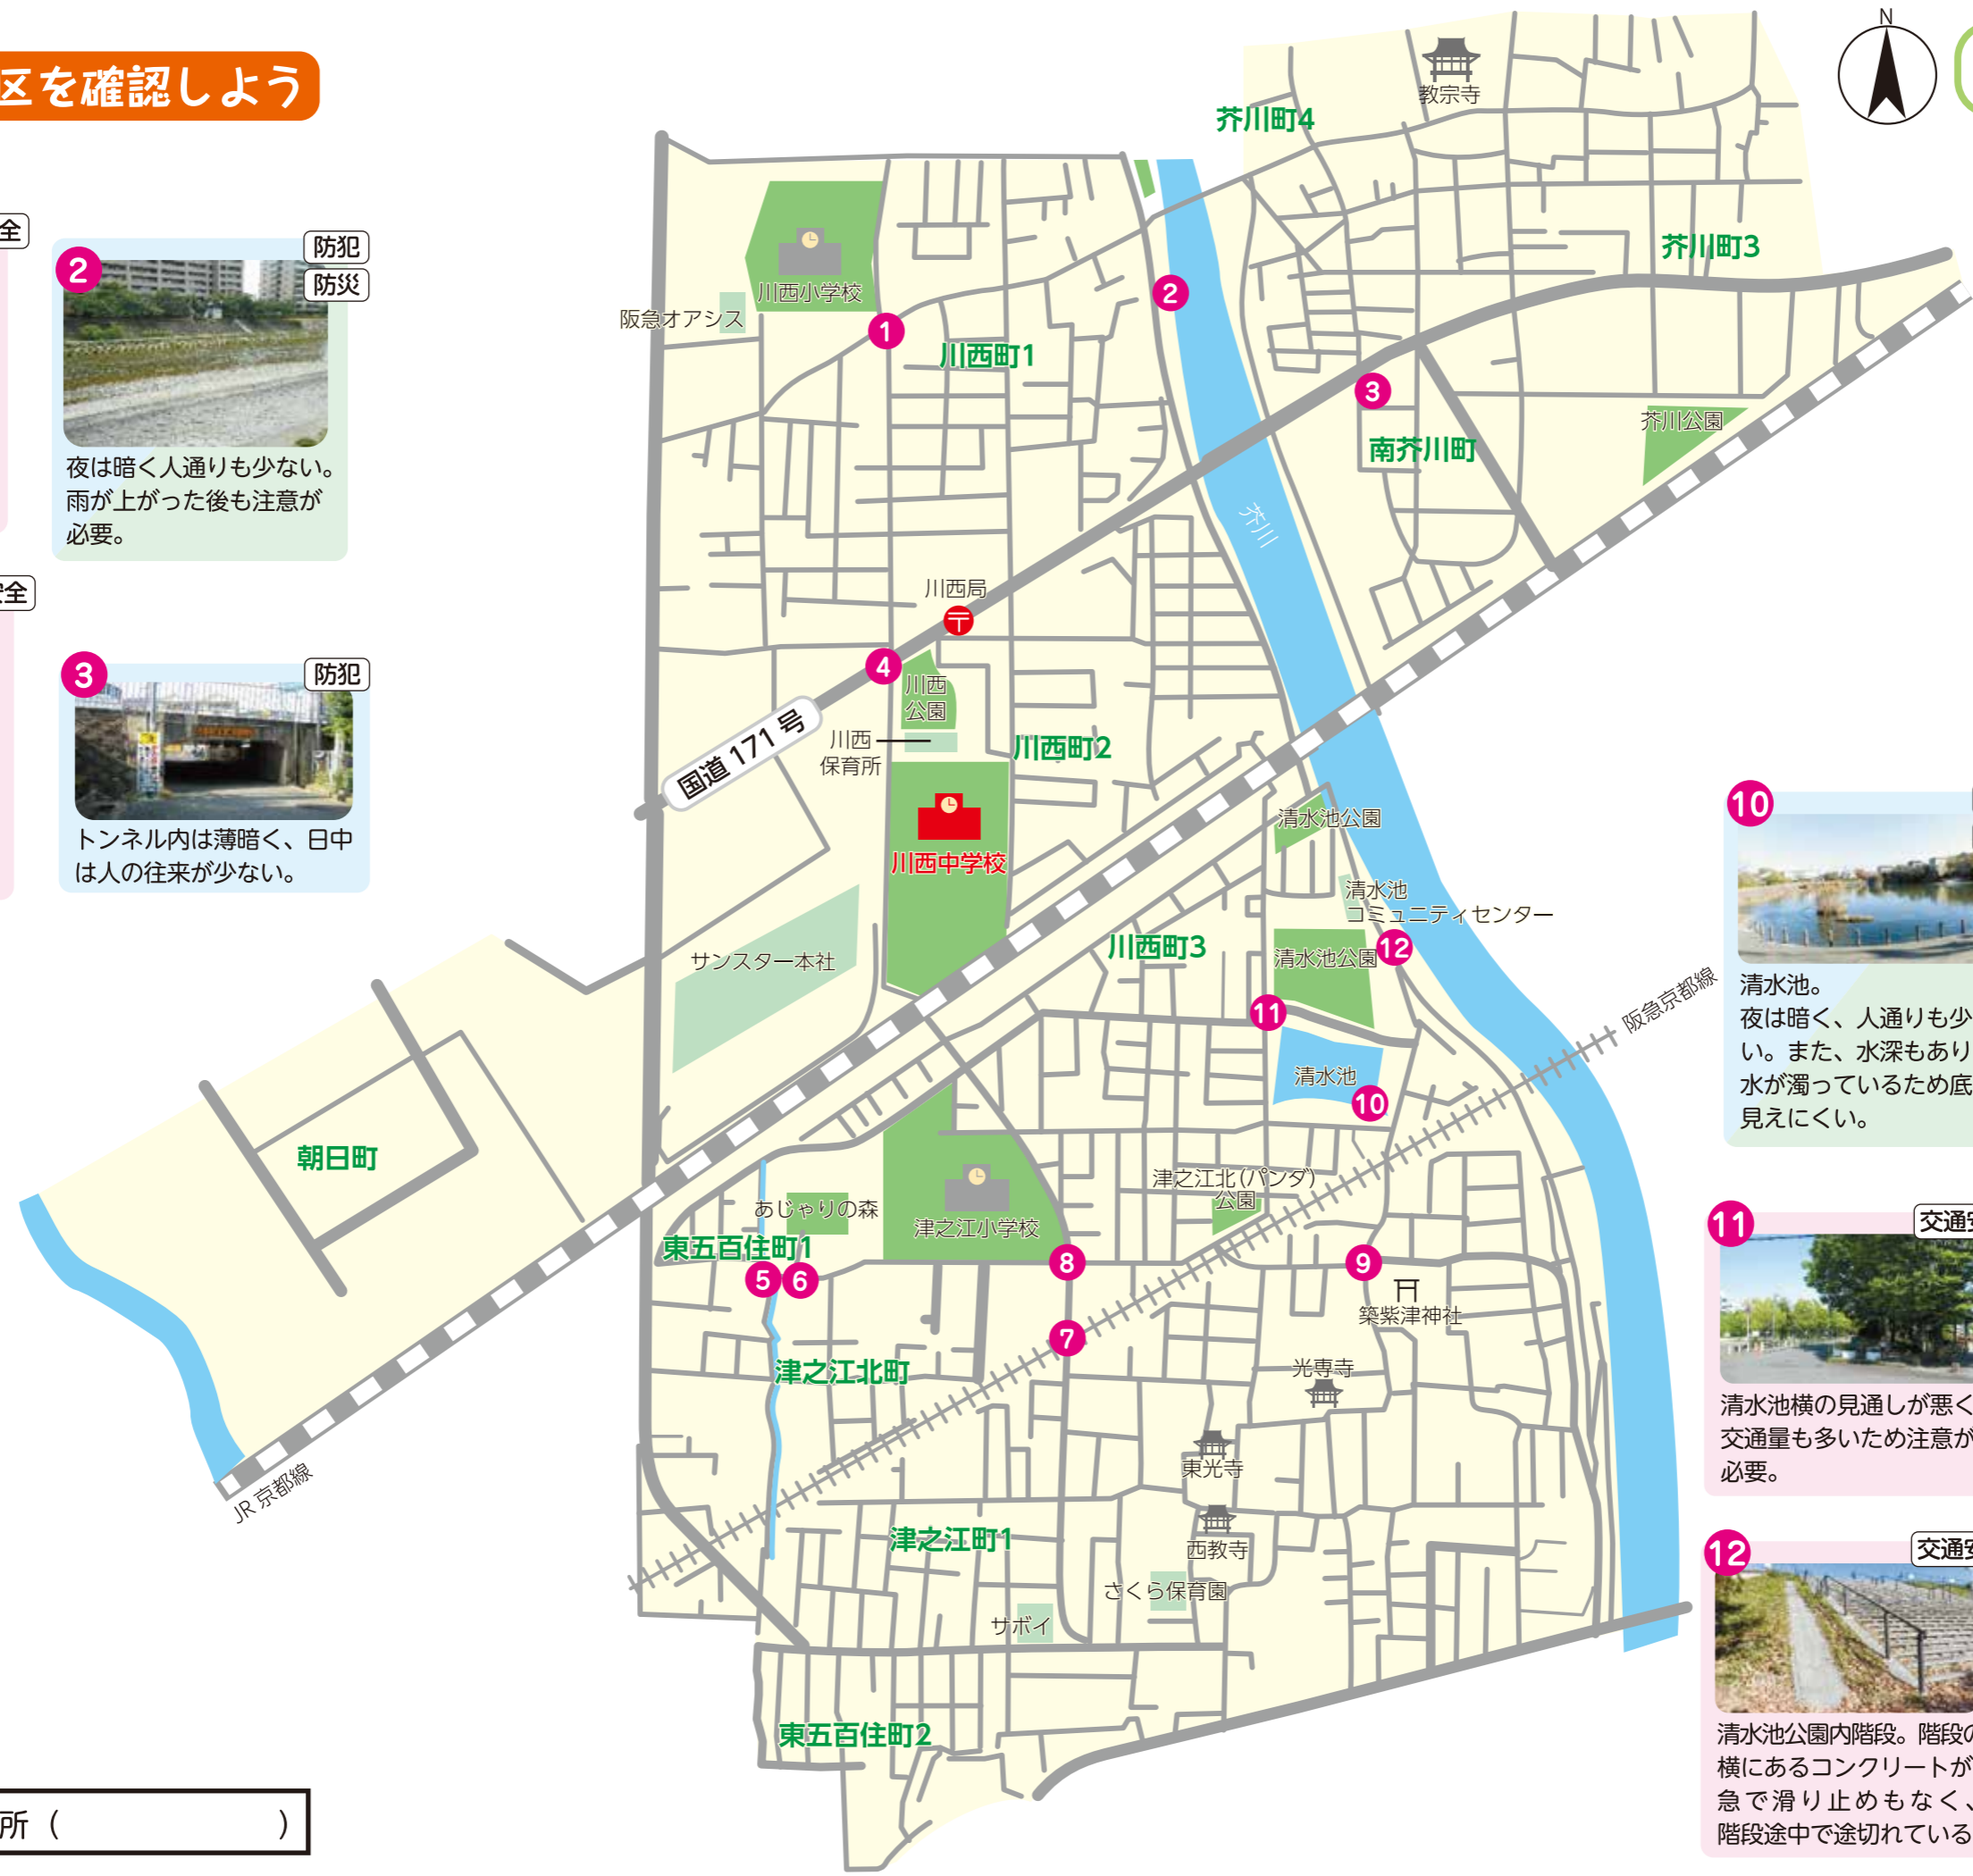 区を確認しよう
全
2
防犯
防災
夜は暗く人通りも少ない。
雨が上がった後も注意が
必要。
全
3
防犯
トンネル内は薄暗く、日中
は人の往来が少ない。
所（　　　　　　）
N
教宗寺
芥川町4
芥川町3
川西小学校
阪急オアシス
1
2
川西町1
3
南芥川町
芥川公園
芥川
川西局
〒
4
川西
公園
国道 171 号
川西
保育所
川西町2
川西中学校
清水池公園
清水池
コミュニティセンター
サンスター本社
川西町3
清水池公園
12
11
阪急京都線
清水池
10
朝日町
津之江北(パンダ)
公園
あじゃりの森
津之江小学校
東五百住町1
5
6
8
9
築紫津神社
7
津之江北町
光専寺
東光寺
JR 京都線
津之江町1
西教寺
さくら保育園
サボイ
東五百住町2
10
清水池。
夜は暗く、人通りも少
い。また、水深もあり
水が濁っているため底
見えにくい。
11
交通安
清水池横の見通しが悪く
交通量も多いため注意が
必要。
12
交通安
清水池公園内階段。階段の
横にあるコンクリートが
急で滑り止めもなく、
階段途中で途切れている